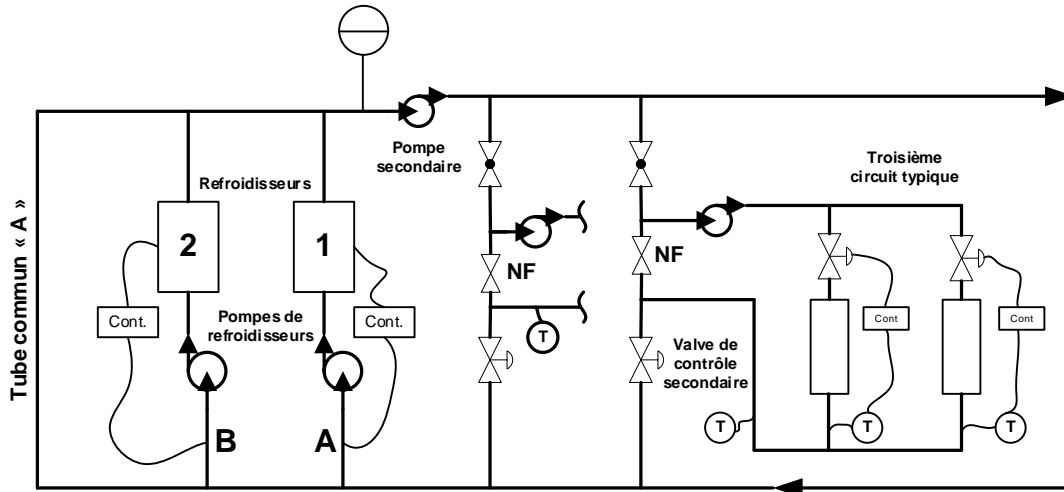 Tube commun « A »
Refroidisseurs
2
1
Cont.
Cont.
Pompes de
refroidisseurs
B
A
Pompe
secondaire
NF
T
NF
Valve de
contrôle
secondaire
T
Troisième
circuit typique
Cont
Cont
T
T